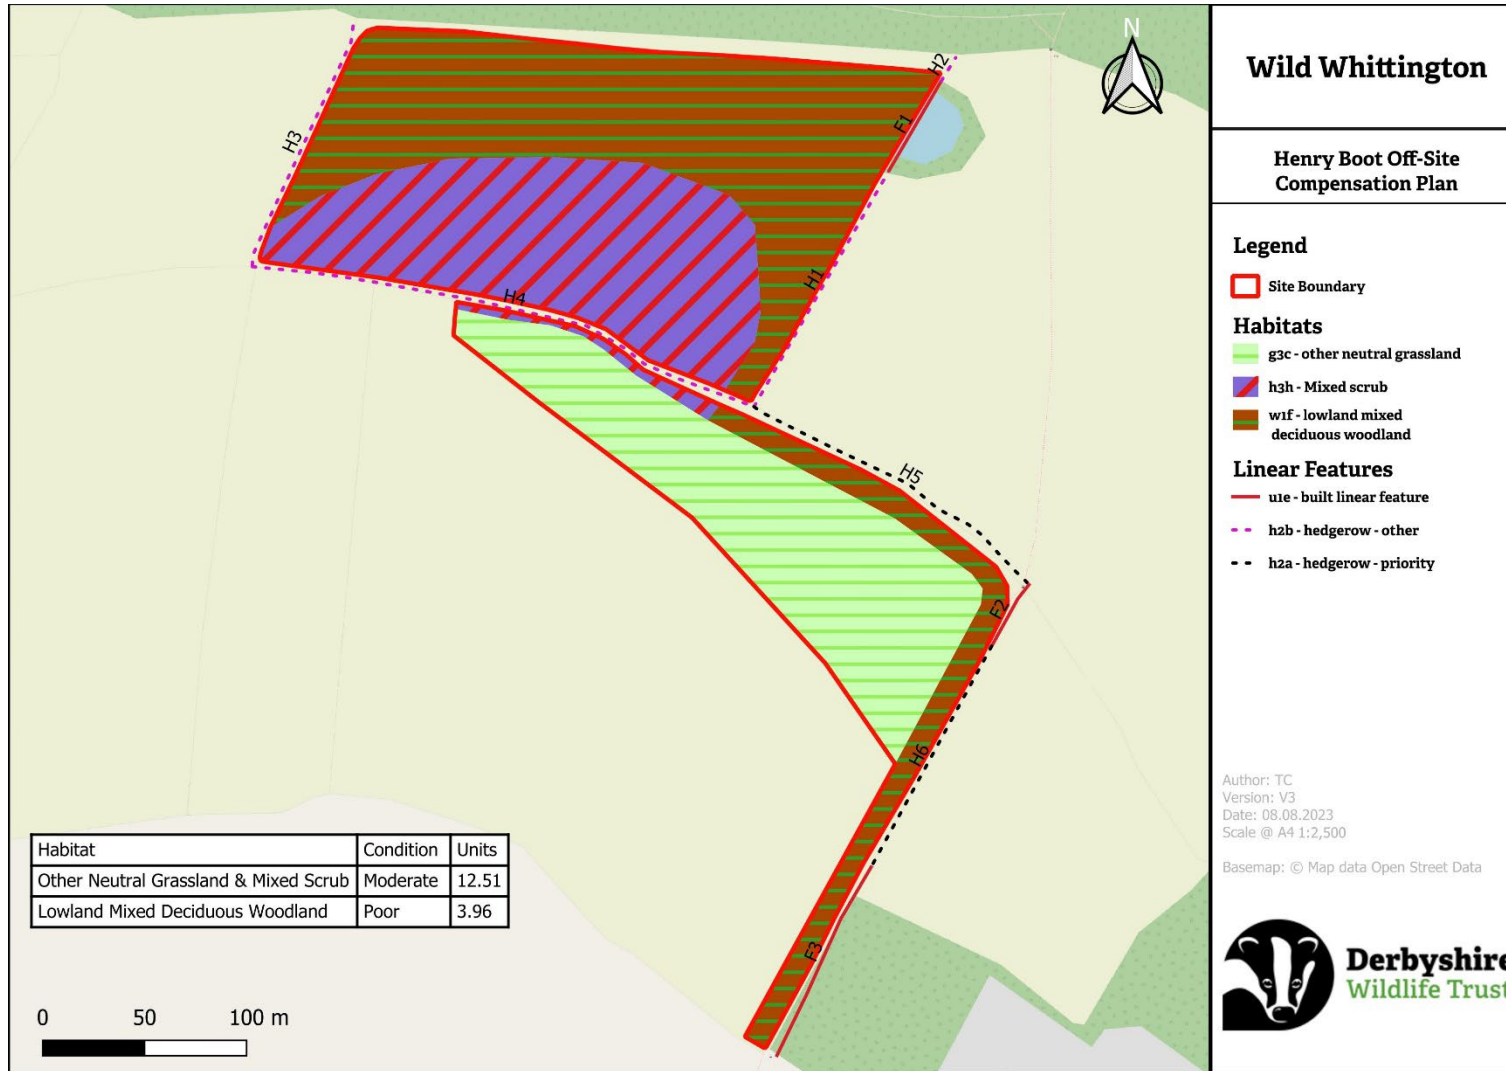 N
H2
F1
H3
H1
H4
H5
F2
H6
F3
Habitat Condition Units
Other Neutral Grassland & Mixed Scrub Moderate 12.51
Lowland Mixed Deciduous Woodland Poor 3.96
0 50 100 m
Wild Whittington
Henry Boot Off-Site
Compensation Plan
Legend
Site Boundary
Habitats
g3c - other neutral grassland
h3h - Mixed scrub
w1f - lowland mixed
deciduous woodland
Linear Features
u1e - built linear feature
h2b - hedgerow - other
h2a - hedgerow - priority
Author: TC
Version: V3
Date: 08.08.2023
Scale @ A4 1:2,500
Basemap: © Map data Open Street Data
Derbyshire
Wildlife Trust